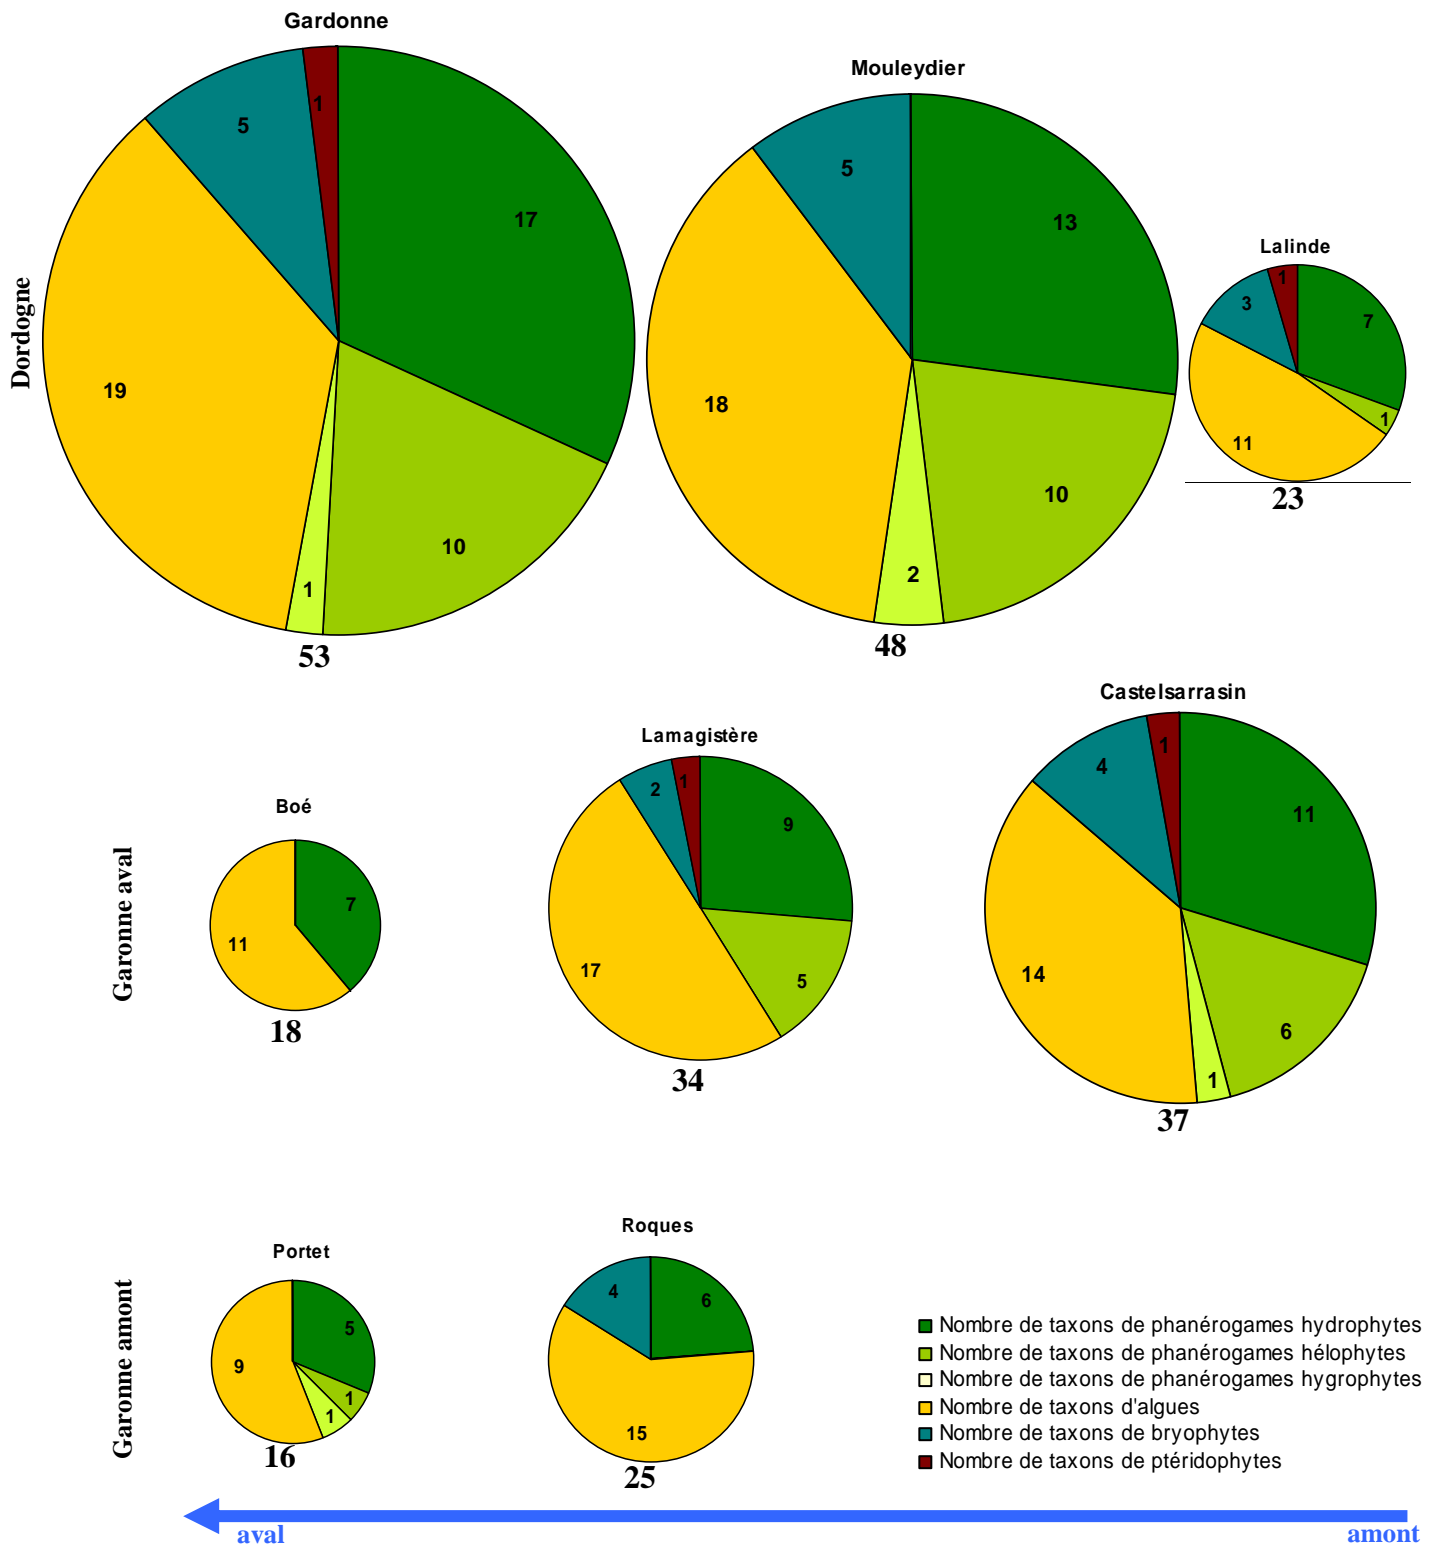 Gardonne
Mouleydier
Lalinde
Dordogne
1
5
17
19
10
1
53
5
13
18
10
2
48
1
3
7
1
11
23
Castelsarrasin
Lamagistère
Boé
Garonne aval
7
11
18
1
2
9
17
5
34
1
4
11
14
6
1
37
Roques
Portet
Garonne amont
5
9
1
1
16
4
6
15
25
Nombre de taxons de phanérogames hydrophytes
Nombre de taxons de phanérogames hélophytes
Nombre de taxons de phanérogames hygrophytes
Nombre de taxons d'algues
Nombre de taxons de bryophytes
Nombre de taxons de ptéridophytes
aval
amont